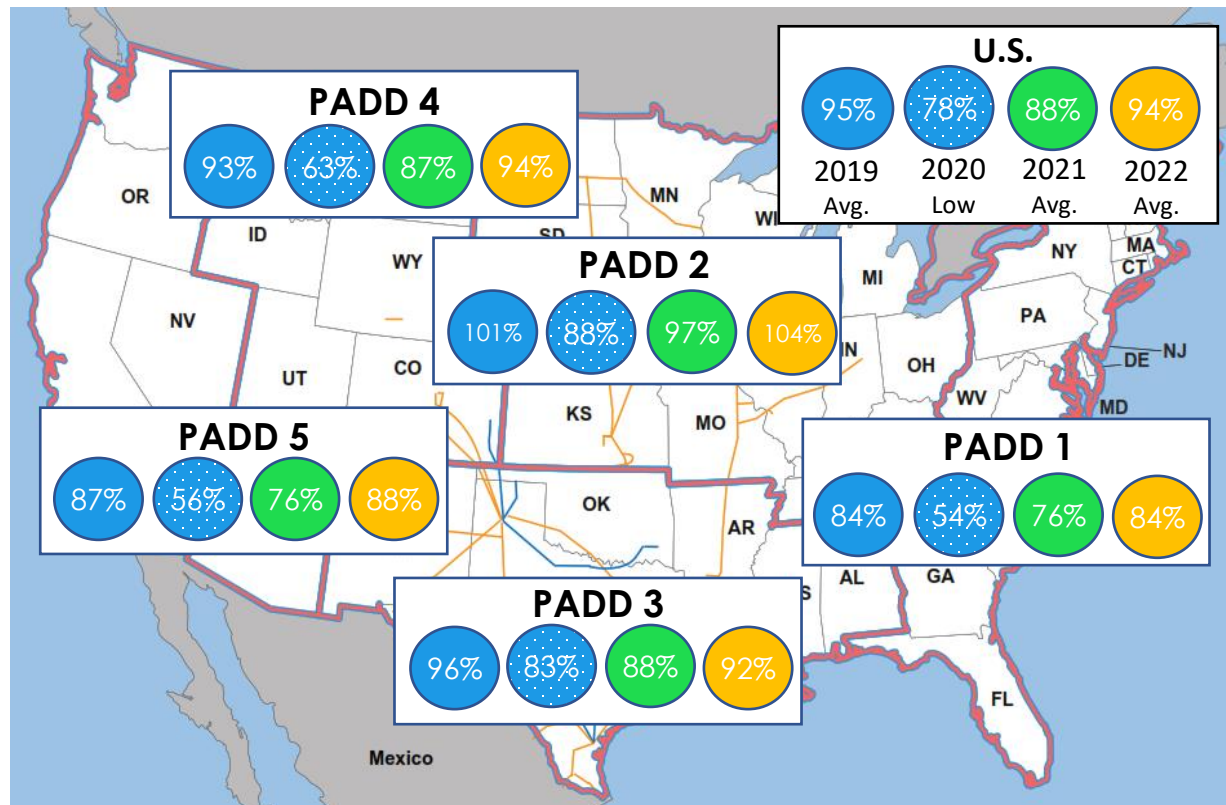 U.S.
95% 78% 88% 94%
2019 2020 2021 2022
Avg. Low Avg. Avg.
PADD 4
93% 63% 87% 94%
OR
ID
WY
SD
MN
WI
MI
NY
MA
CT
PADD 2
101% 88% 97% 104%
NV
UT
CO
KS
MO
IN
OH
PA
NJ
DE
WV
MD
PADD 5
87% 56% 76% 88%
PADD 1
84% 54% 76% 84%
OK
AR
AL
GA
S
PADD 3
96% 83% 88% 92%
FL
Mexico